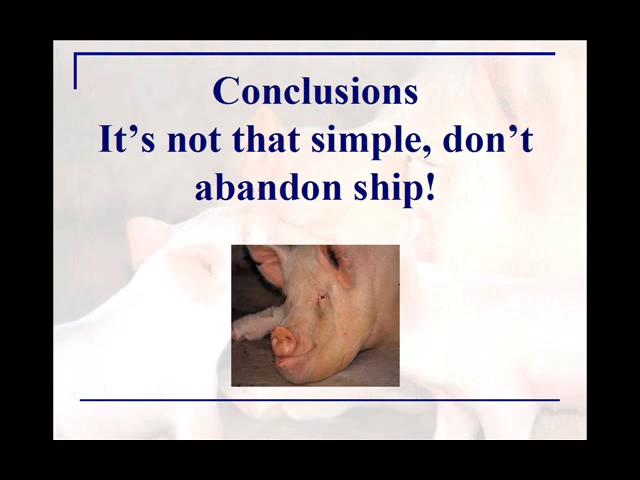 Conclusions
It’s not that simple, don’t
abandon ship!